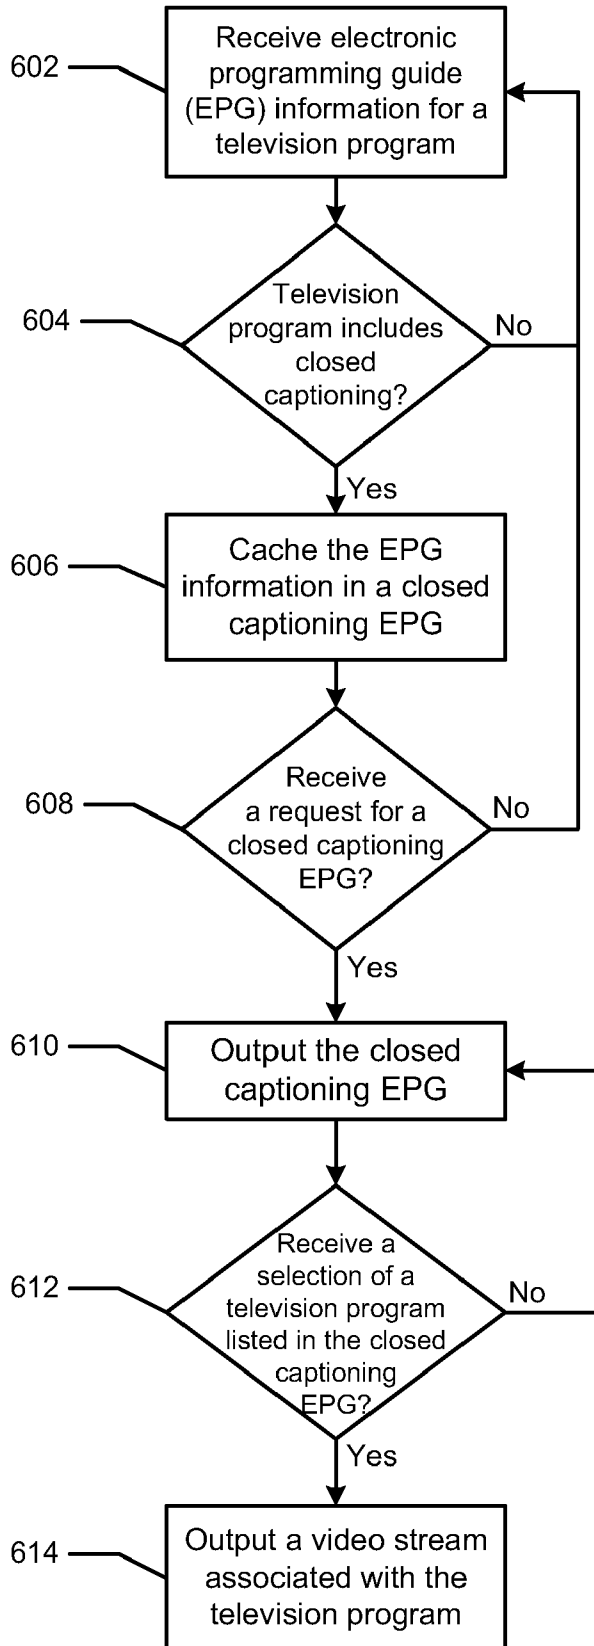 602
Receive electronic
programming guide
(EPG) information for a
television program
604
Television
program includes
closed
captioning?
No
Yes
606
Cache the EPG
information in a closed
captioning EPG
608
Receive
a request for a
closed captioning
EPG?
No
Yes
610
Output the closed
captioning EPG
612
Receive a
selection of a
television program
listed in the closed
captioning
EPG?
No
Yes
614
Output a video stream
associated with the
television program